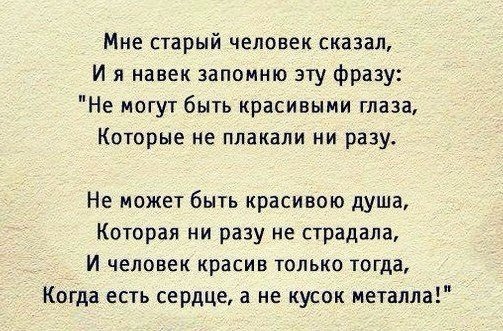 Мне старый человек сказал,
И я навек запомню эту фразу:
"Не могут быть красивыми глаза,
Которые не плакали ни разу.
Не может быть красивою душа,
Которая ни разу не страдала,
И человек красив только тогда,
Когда есть сердце, а не кусок металла!"